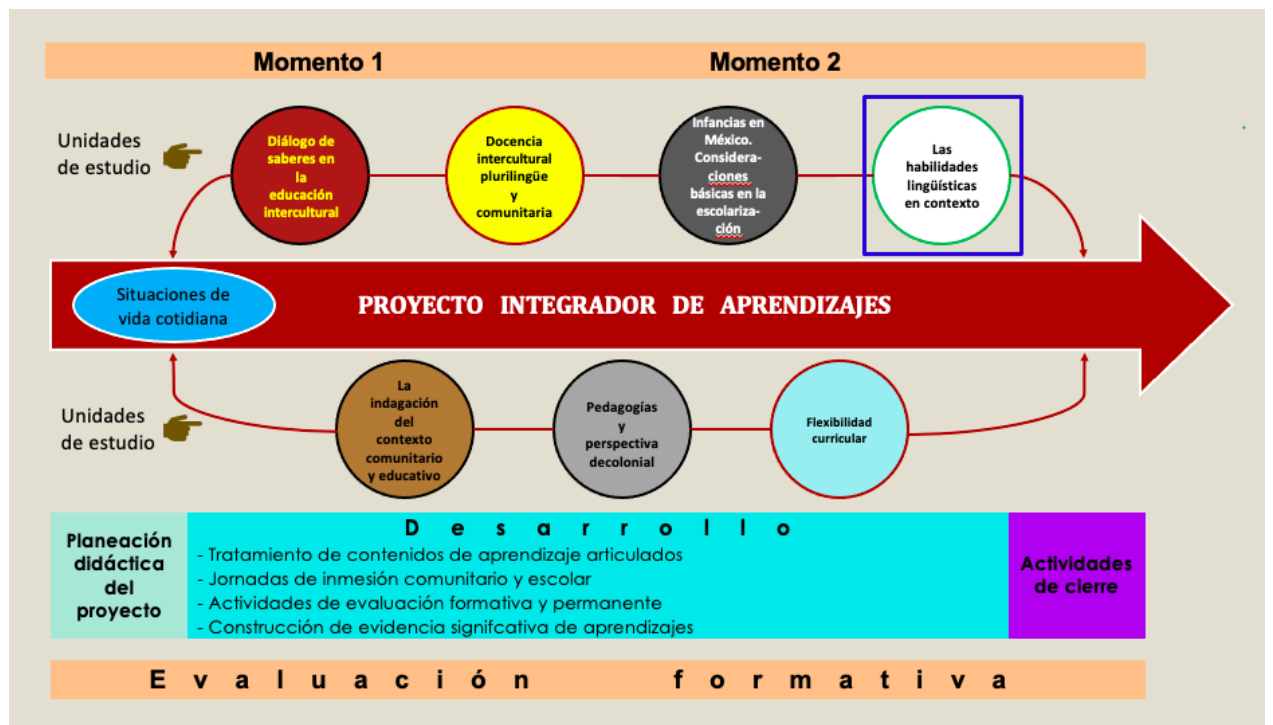 Momento 1
Momento 2
Unidades
de estudio
Diálogo de
saberes en
la
educación
intercultural
Docencia
intercultural
plurilingüe
y
comunitaria
Infancias en
México.
Considera-
ciones
básicas en la
escolariza-
ción
Las
habilidades
lingüísticas
en contexto
Situaciones de
vida cotidiana
PROYECTO INTEGRADOR DE APRENDIZAJES
Unidades
de estudio
La
indagación
del
contexto
comunitario
y educativo
Pedagogías
y
perspectiva
decolonial
Flexibilidad
curricular
Planeación
didáctica
del
proyecto
D e s a r r o l l o
- Tratamiento de contenidos de aprendizaje articulados
- Jornadas de inmesión comunitario y escolar
- Actividades de evaluación formativa y permanente
- Construcción de evidencia signifcativa de aprendizajes
Actividades
de cierre
E v a l u a c i ó n f o r m a t i v a